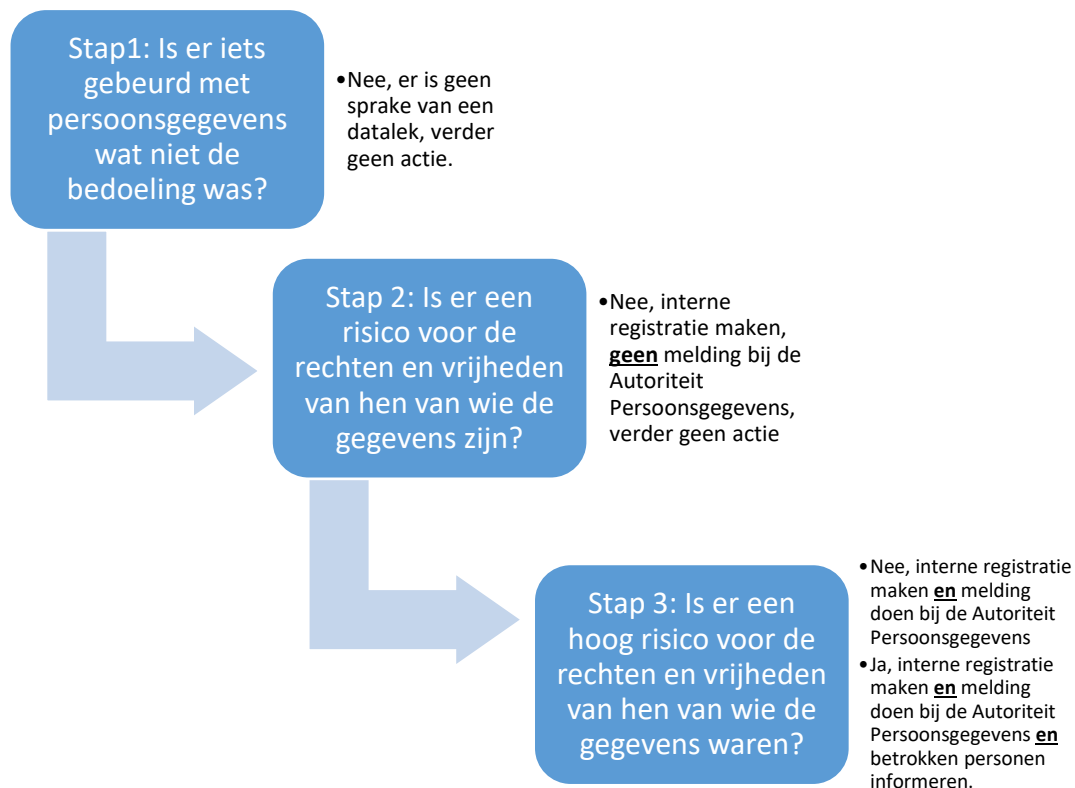 Stap1: Is er iets
gebeurd met
persoonsgegevens
wat niet de
bedoeling was?
•Nee, er is geen
sprake van een
datalek, verder
geen actie.
Stap 2: Is er een
risico voor de
rechten en vrijheden
van hen van wie de
gegevens zijn?
•Nee, interne
registratie maken,
geen melding bij de
Autoriteit
Persoonsgegevens,
verder geen actie
Stap 3: Is er een
hoog risico voor de
rechten en vrijheden
van hen van wie de
gegevens waren?
•Nee, interne registratie
maken en melding
doen bij de Autoriteit
Persoonsgegevens
•Ja, interne registratie
maken en melding
doen bij de Autoriteit
Persoonsgegevens en
betrokken personen
informeren.